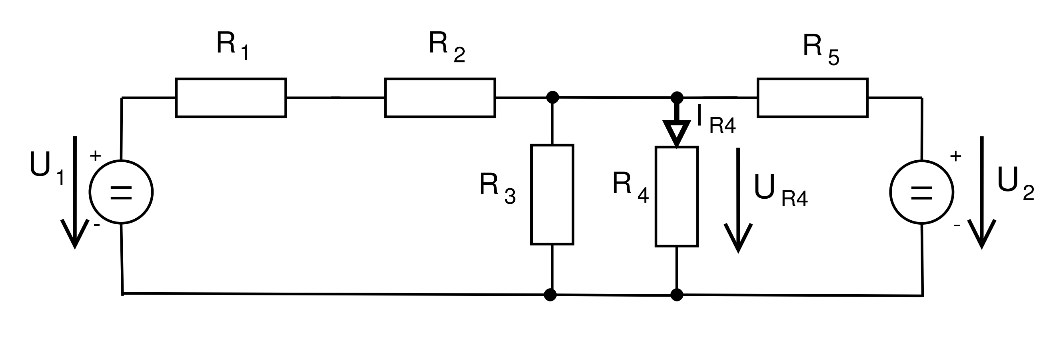 R1
R2
R5
U1
+
=
-
R3
R4
IR4
UR4
+
=
-
U2